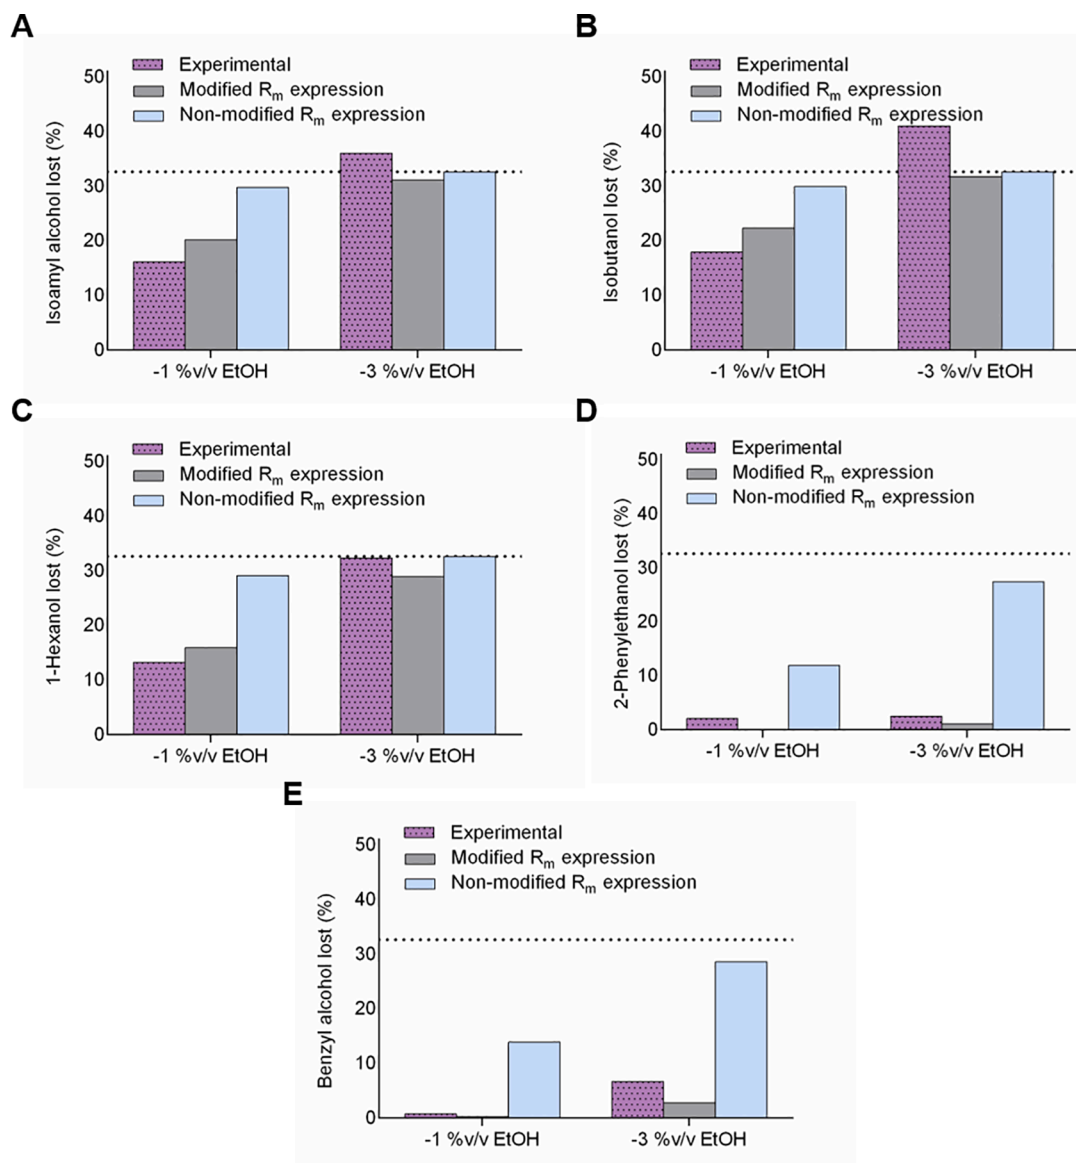 A
Experimental
Modified Rm expression
Non-modified Rm expression
Isoamyl alcohol lost (%)
50
40
30
20
10
0
-1 %v/v EtOH
-3 %v/v EtOH
B
Experimental
Modified Rm expression
Non-modified Rm expression
Isobutanol lost (%)
50
40
30
20
10
0
-1 %v/v EtOH
-3 %v/v EtOH
C
Experimental
Modified Rm expression
Non-modified Rm expression
1-Hexanol lost (%)
50
40
30
20
10
0
-1 %v/v EtOH
-3 %v/v EtOH
D
Experimental
Modified Rm expression
Non-modified Rm expression
2-Phenylethanol lost (%)
50
40
30
20
10
0
-1 %v/v EtOH
-3 %v/v EtOH
E
Experimental
Modified Rm expression
Non-modified Rm expression
Benzyl alcohol lost (%)
50
40
30
20
10
0
-1 %v/v EtOH
-3 %v/v EtOH